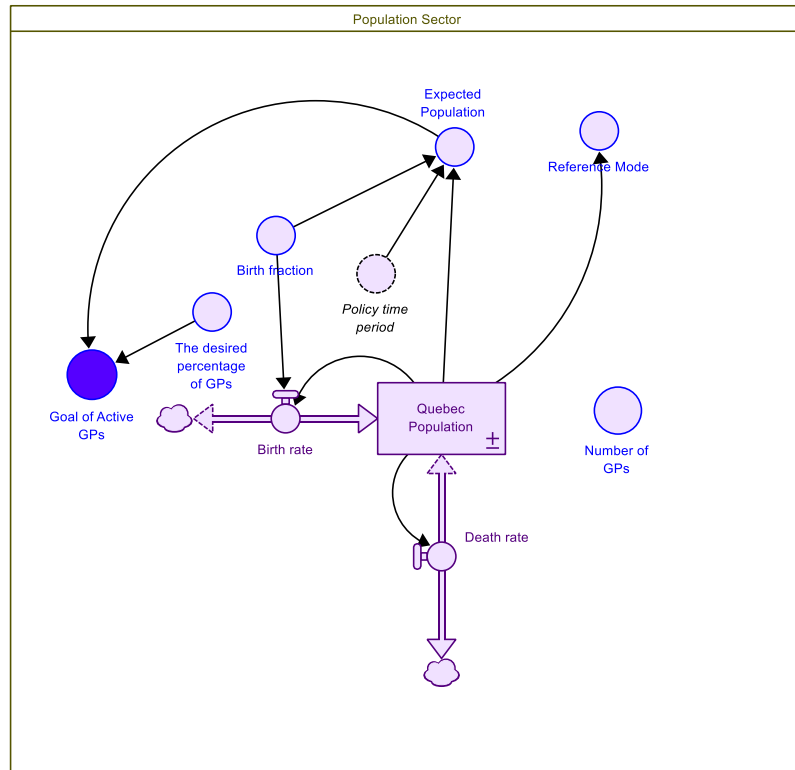 Population Sector
Expected
Population
Reference Mode
Birth fraction
Policy time
period
The desired
percentage
of GPs
Goal of Active
GPs
Quebec
Population
±
Birth rate
Number of
GPs
Death rate